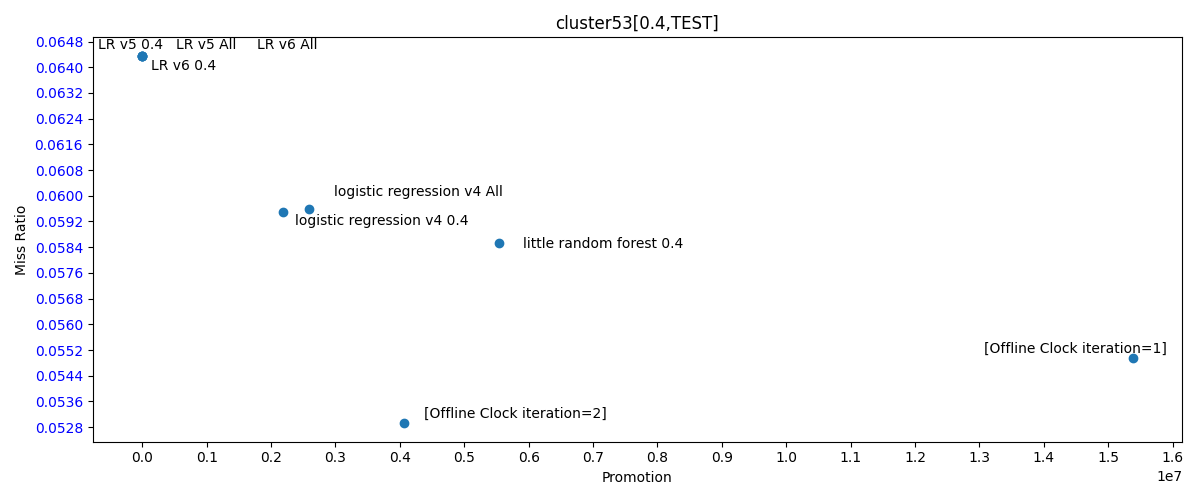 cluster53[0.4,TEST]
0.0648
LR v5 0.4 LR v5 All LR v6 All
0.0640
LR v6 0.4
0.0632
0.0624
0.0616
0.0608
logistic regression v4 All
0.0600
logistic regression v4 0.4
0.0592
0.0584
little random forest 0.4
0.0576
0.0568
0.0560
0.0552
[Offline Clock iteration=1]
0.0544
0.0536
[Offline Clock iteration=2]
0.0528
Miss Ratio
0.0 0.1 0.2 0.3 0.4 0.5 0.6 0.7 0.8 0.9 1.0 1.1 1.2 1.3 1.4 1.5 1.6
1e7
Promotion